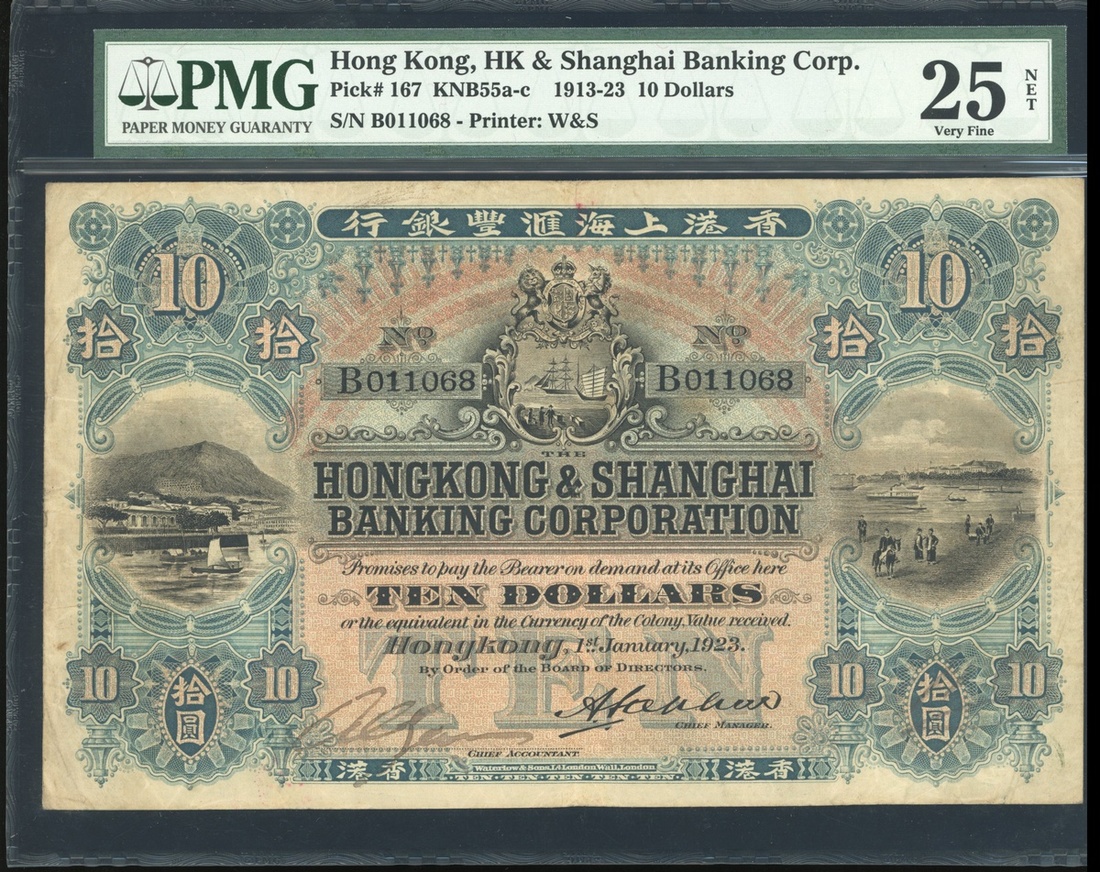 PMG
PAPER MONEY GUARANTY
Hong Kong, HK & Shanghai Banking Corp.
Pick# 167 KNB55a-c 1913-23 10 Dollars
S/N B011068 - Printer: W&S
25 NET
Very Fine
行銀豐滙海上港香
10 10
拾 拾 拾 拾
No. No.
B011068 B011068
THE
HONGKONG & SHANGHAI
BANKING CORPORATION
Promises to pay the Bearer on demand at its Office here
TEN DOLLARS
or the equivalent in the Currency of the Colony, Value received.
Hongkong, 1st January, 1923.
By Order of the BOARD OF DIRECTORS.
TEN
10 拾圓 10 10 拾圓 10
CHIEF MANAGER.
CHIEF ACCOUNTANT
港香 港香
Waterlow & Sons, Ld London Wall, London
TEN·TEN·TEN·TEN·TEN·TEN·TEN